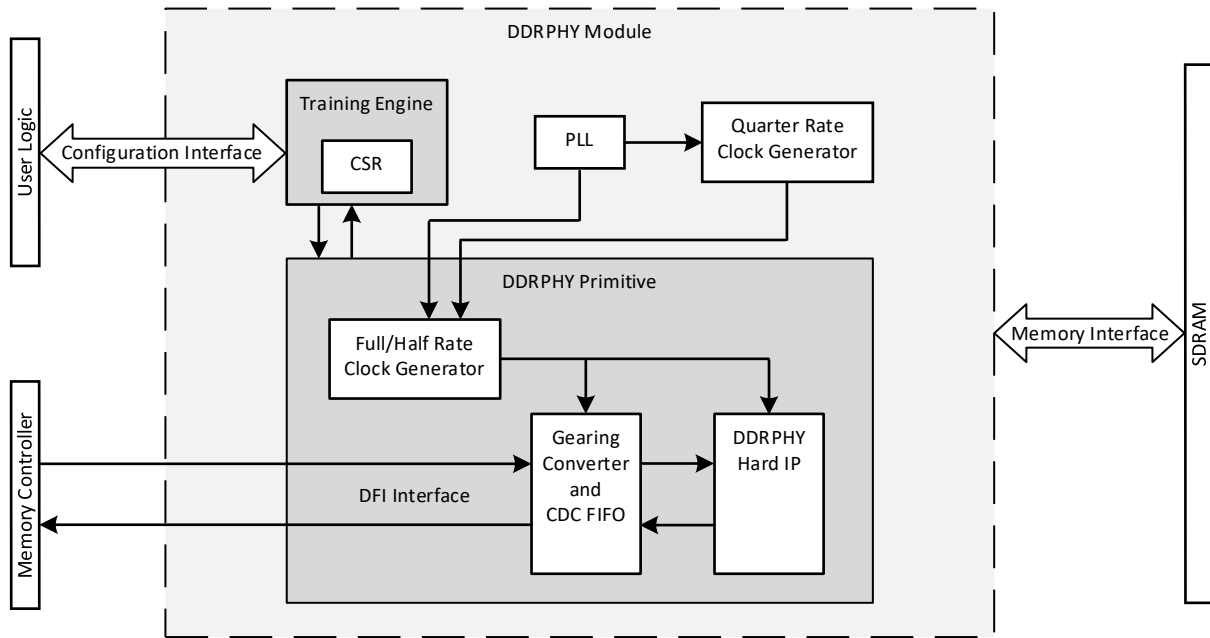 DDRPHY Module
User Logic
Configuration Interface
Training Engine
CSR
PLL
Quarter Rate
Clock Generator
DDRPHY Primitive
Full/Half Rate
Clock Generator
Memory Interface
SDRAM
Memory Controller
DFI Interface
Gearing
Converter
and
CDC FIFO
DDRPHY
Hard IP